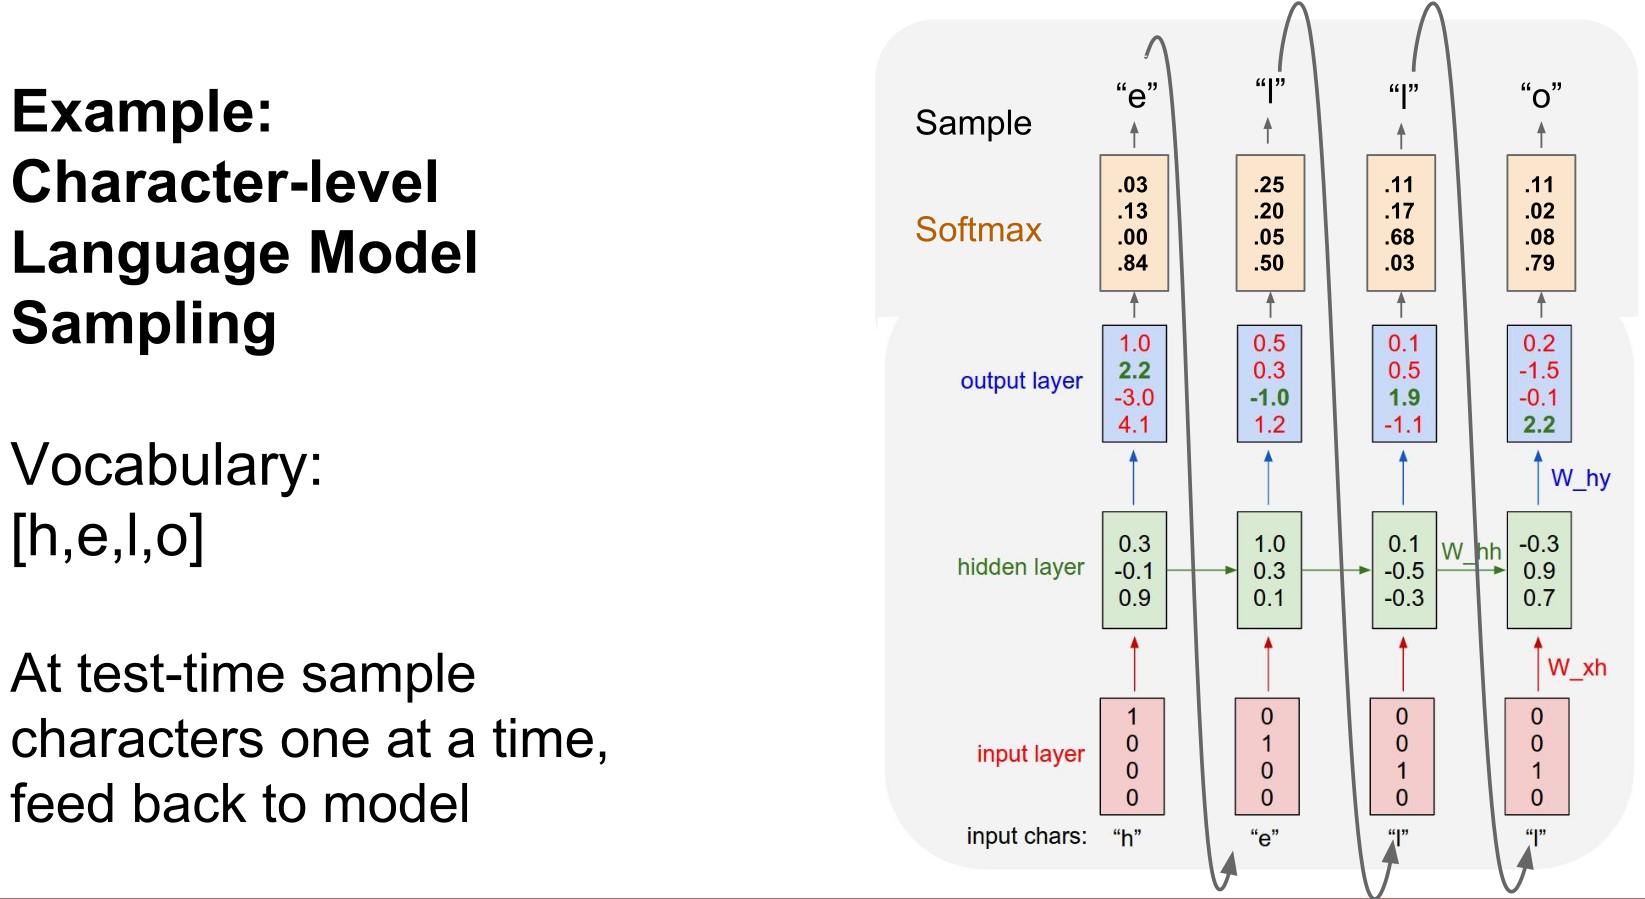 Example:
Character-level
Language Model
Sampling
Vocabulary:
[h,e,l,o]
At test-time sample
characters one at a time,
feed back to model
Sample “e” “l” “l” “o”
Softmax
.03 .25 .11 .11
.13 .20 .17 .02
.00 .05 .68 .08
.84 .50 .03 .79
output layer
1.0 0.5 0.1 0.2
2.2 0.3 0.5 -1.5
-3.0 -1.0 1.9 -0.1
4.1 1.2 -1.1 2.2
W_hy
hidden layer
0.3 1.0 0.1 -0.3
-0.1 0.3 -0.5 0.9
0.9 0.1 -0.3 0.7
W_hh
W_xh
input layer
1 0 0 0
0 1 0 0
0 0 1 1
0 0 0 0
input chars: “h” “e” “l” “l”